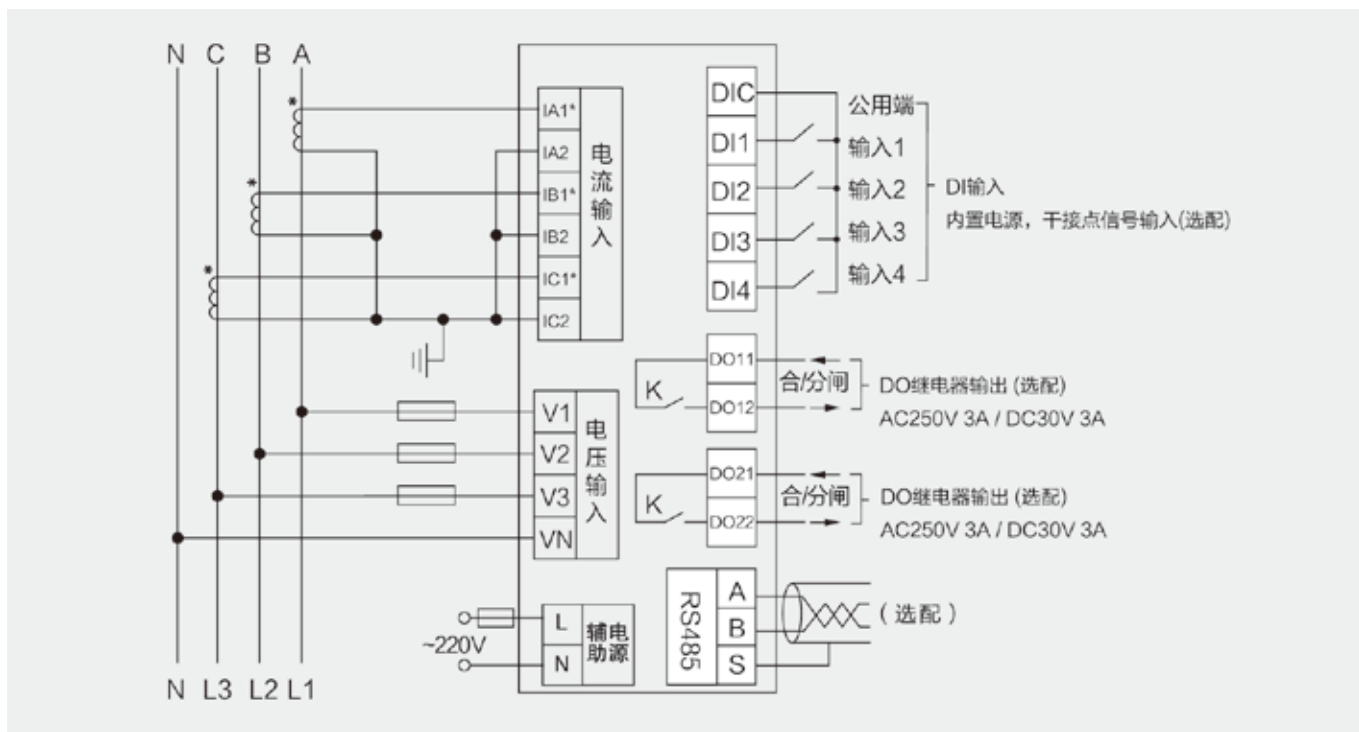 N C B A
IA1*
IA2
IB1*
IB2
IC1*
IC2
电流输入
V1
V2
V3
VN
电压输入
~220V
L
N
辅助电源
N L3 L2 L1
DIC
DI1
DI2
DI3
DI4
公用端
输入1
输入2
输入3
输入4
DI输入
内置电源，干接点信号输入(选配)
K
DO11
DO12
合/分闸
DO继电器输出 (选配)
AC250V 3A / DC30V 3A
K
DO21
DO22
合/分闸
DO继电器输出 (选配)
AC250V 3A / DC30V 3A
RS485
A
B
S
（选配）